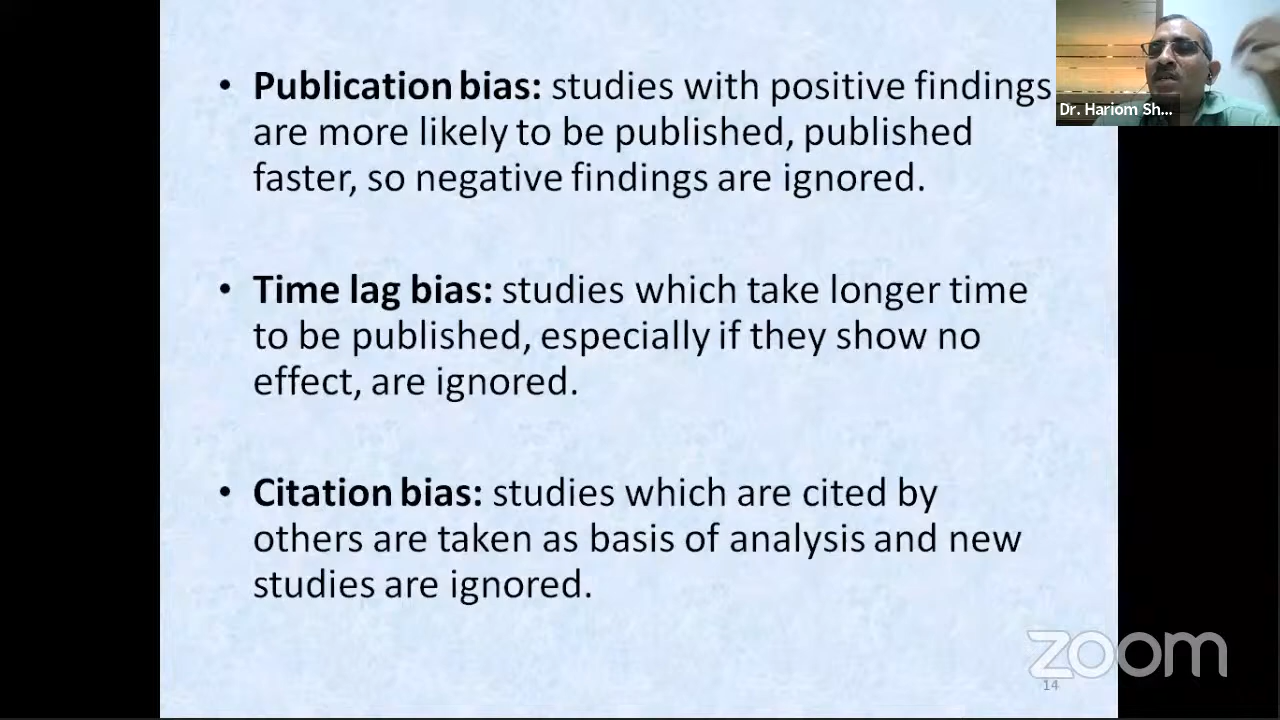 • Publication bias: studies with positive findings
are more likely to be published, published
faster, so negative findings are ignored.
• Time lag bias: studies which take longer time
to be published, especially if they show no
effect, are ignored.
• Citation bias: studies which are cited by
others are taken as basis of analysis and new
studies are ignored.
Dr. Hariom Sh...
zoom
14